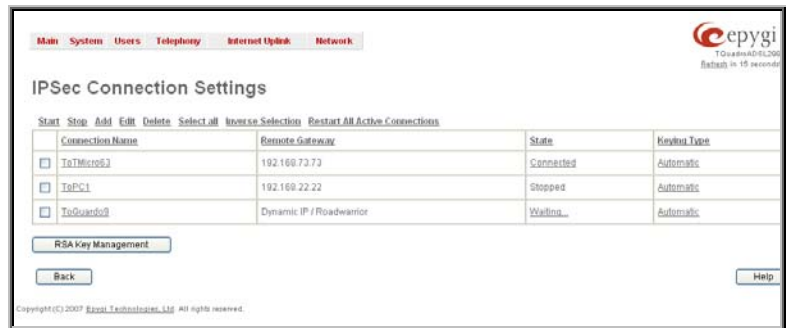 Main System Users Telephony Internet Uplink Network
epygi
Refresh in 15 seconds
IPSec Connection Settings
Start Stop Add Edit Delete Select all Inverse Selection Restart All Active Connections
Connection Name Remote Gateway State Keying Type
ToTMicro63 192.168.73.73 Connected Automatic
ToPC1 192.168.22.22 Stopped Automatic
ToGuardo9 Dynamic IP / Roadwarrior Waiting... Automatic
RSA Key Management
Back Help
Copyright (C) 2007 Epygi Technologies, Ltd. All rights reserved.